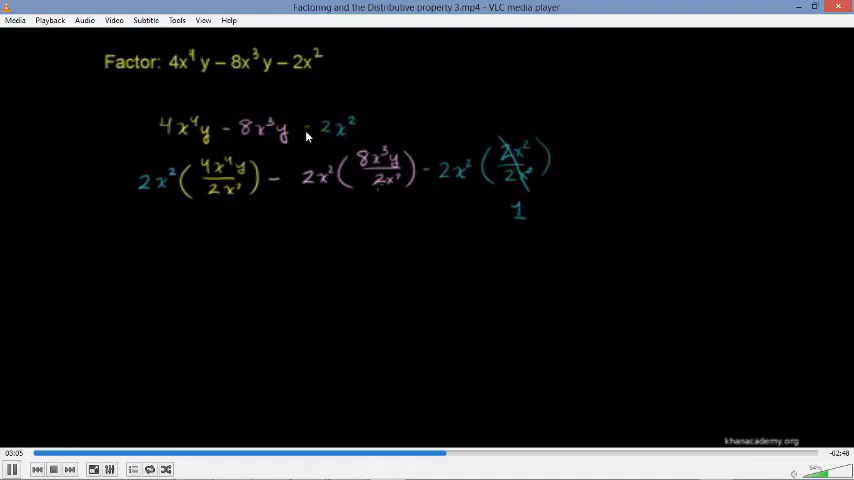 Factoring and the Distributive property 3.mp4 - VLC media player
Media Playback Audio Video Subtitle Tools View Help
Factor: 4x⁴y – 8x³y – 2x²
4x⁴y - 8x³y - 2x²
2x² (4x⁴y / 2x²) - 2x² (8x³y / 2x²) - 2x² (2x² / 2x²)
1
khanacademy.org
03:05 -02:48
64%